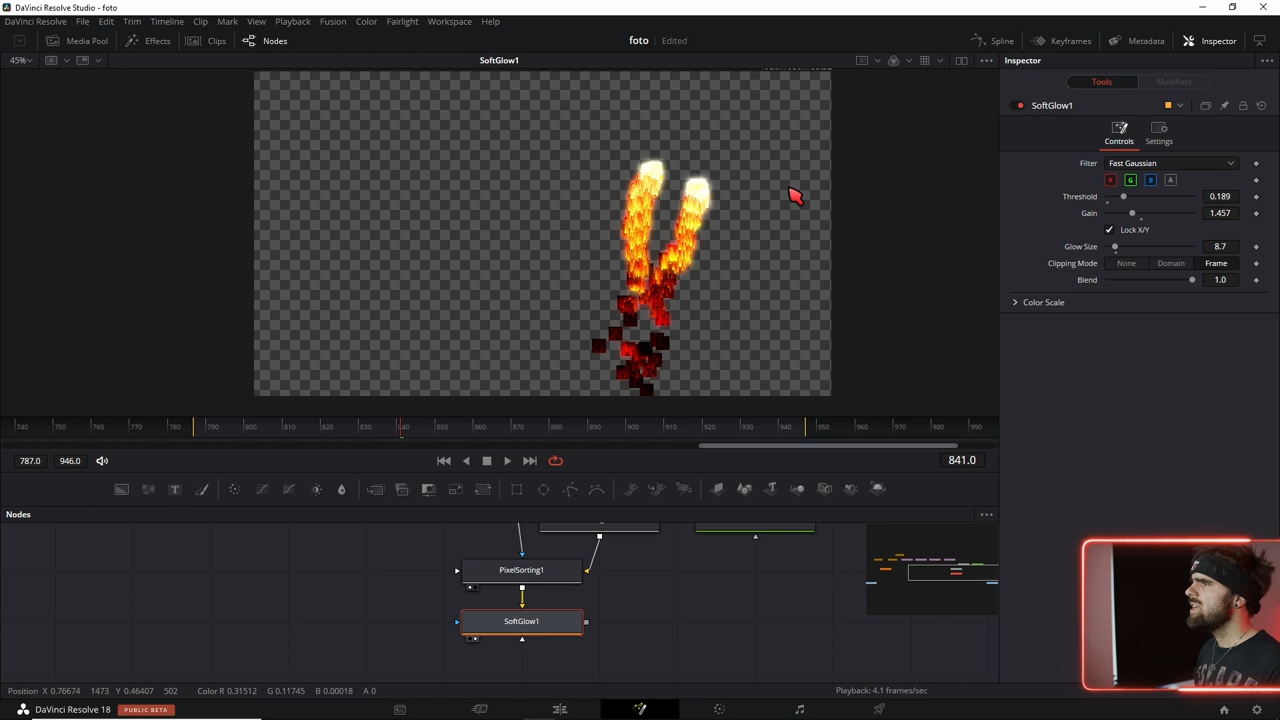 DaVinci Resolve Studio - foto
DaVinci Resolve File Edit Trim Timeline Clip Mark View Playback Fusion Color Fairlight Workspace Help
Media Pool Effects Clips Nodes foto Edited Spline Keyframes Metadata Inspector
45% SoftGlow1 Inspector
Tools Modifiers
SoftGlow1
Controls Settings
Filter Fast Gaussian
R G B A
Threshold 0.189
Gain 1.457
Lock X/Y
Glow Size 8.7
Clipping Mode None Domain Frame
Blend 1.0
Color Scale
740 750 760 770 780 790 800 810 820 830 840 850 860 870 880 890 900 910 920 930 940 950 960 970 980 990
787.0 946.0 841.0
Nodes
PixelSorting1
SoftGlow1
Position X 0.76674 1473 Y 0.46407 502 Color R 0.31512 G 0.11745 B 0.00018 A 0 Playback: 4.1 frames/sec
DaVinci Resolve 18 PUBLIC BETA